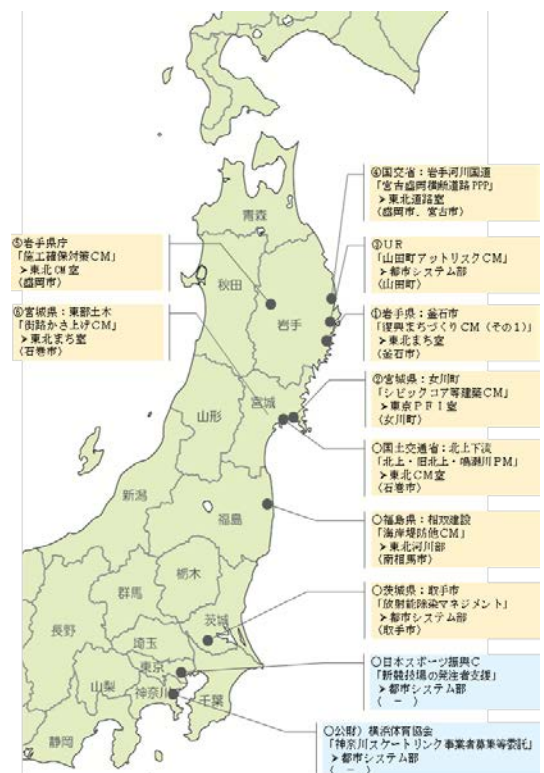 ④国交省：岩手河川国道
「宮古盛岡横断道路PPP」
➢東北道路室
(盛岡市、宮古市)
③UR
「山田町アットリスクCM」
➢都市システム部
(山田町)
①岩手県：釜石市
「復興まちづくりCM（その１）」
➢東北まち室
(釜石市)
②宮城県：女川町
「シビックコア等建築CM」
➢東京ＰＦＩ室
(女川町)
〇国土交通省：北上下流
「北上・旧北上・鳴瀬川PM」
➢東北CM室
(石巻市)
〇福島県：相双建設
「海岸堤防他CM」
➢東北河川部
(南相馬市)
〇茨城県：取手市
「放射能除染マネジメント」
➢都市システム部
(取手市)
〇日本スポーツ振興C
「新競技場の発注者支援」
➢都市システム部
(　－　)
〇公財）横浜体育協会
「神奈川スケートリンク事業者募集等委託」
➢都市システム部
(　－　)
⑤岩手県庁
「施工確保対策CM」
➢東北CM室
(盛岡市)
⑥宮城県：東部土木
「街路かさ上げCM」
➢東北まち室
(石巻市)
青森
秋田
岩手
山形
宮城
新潟
福島
栃木
群馬
茨城
長野
埼玉
東京
山梨
神奈川
千葉
静岡